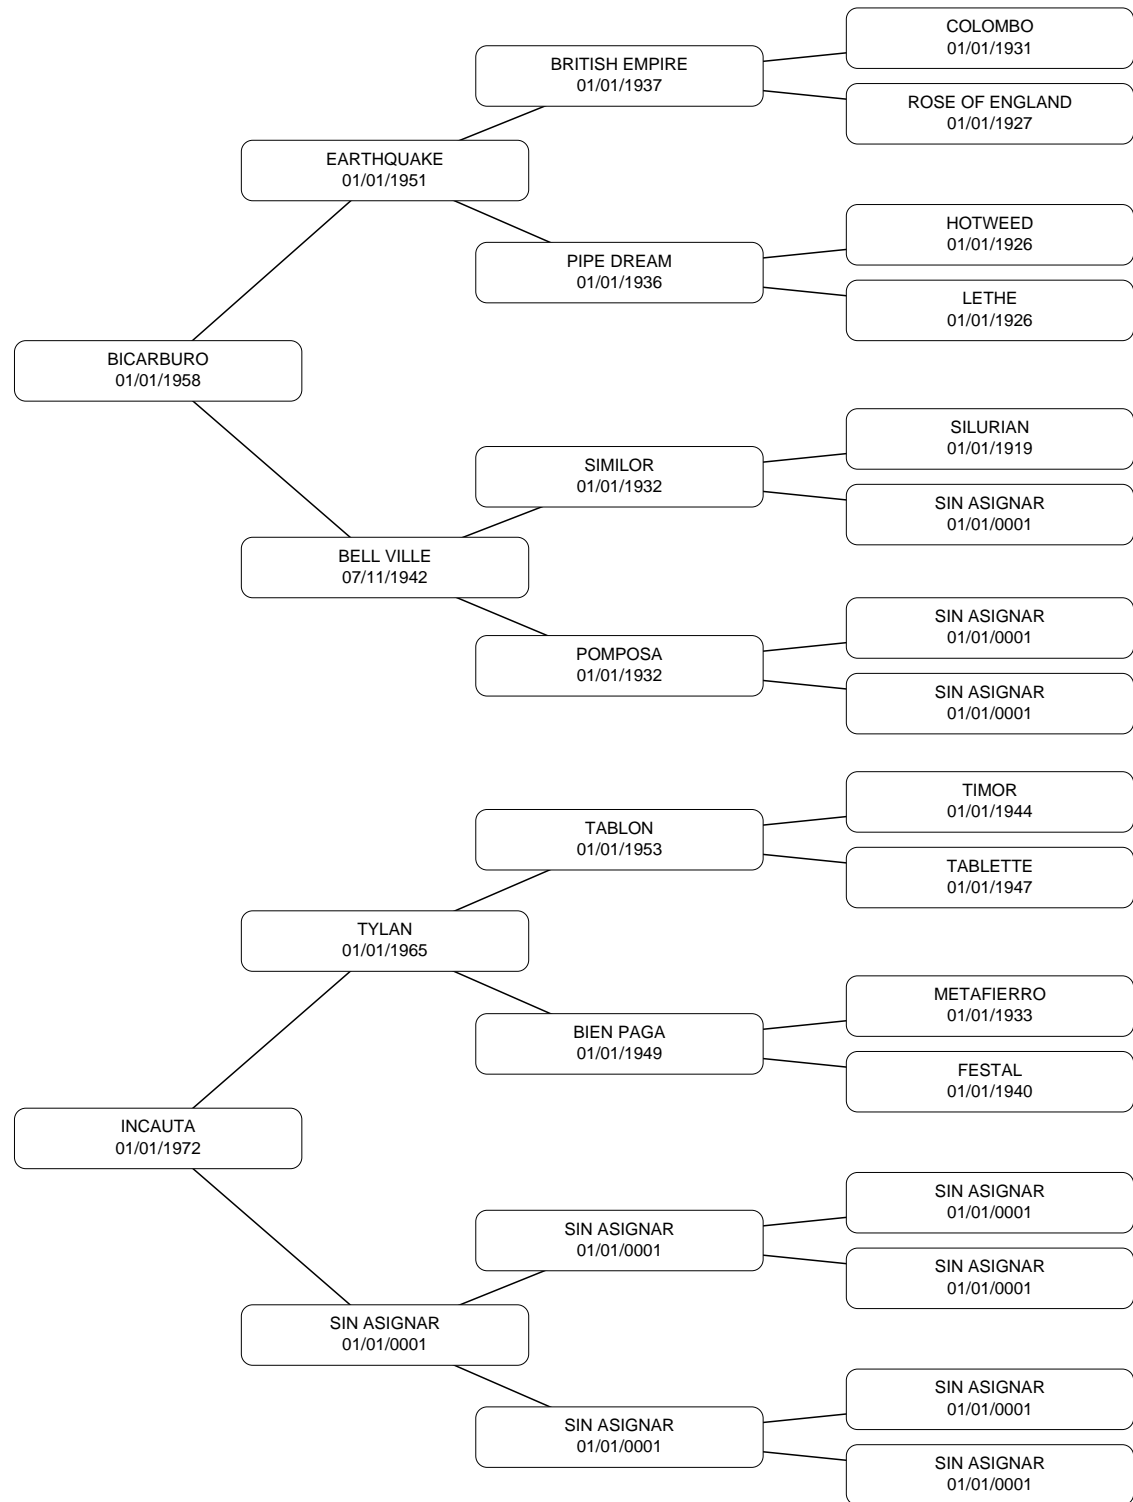 COLOMBO
01/01/1931
BRITISH EMPIRE
01/01/1937
ROSE OF ENGLAND
01/01/1927
EARTHQUAKE
01/01/1951
HOTWEED
01/01/1926
PIPE DREAM
01/01/1936
LETHE
01/01/1926
BICARBURO
01/01/1958
SILURIAN
01/01/1919
SIMILOR
01/01/1932
SIN ASIGNAR
01/01/0001
BELL VILLE
07/11/1942
SIN ASIGNAR
01/01/0001
POMPOSA
01/01/1932
SIN ASIGNAR
01/01/0001
TIMOR
01/01/1944
TABLON
01/01/1953
TABLETTE
01/01/1947
TYLAN
01/01/1965
METAFIERRO
01/01/1933
BIEN PAGA
01/01/1949
FESTAL
01/01/1940
INCAUTA
01/01/1972
SIN ASIGNAR
01/01/0001
SIN ASIGNAR
01/01/0001
SIN ASIGNAR
01/01/0001
SIN ASIGNAR
01/01/0001
SIN ASIGNAR
01/01/0001
SIN ASIGNAR
01/01/0001
SIN ASIGNAR
01/01/0001